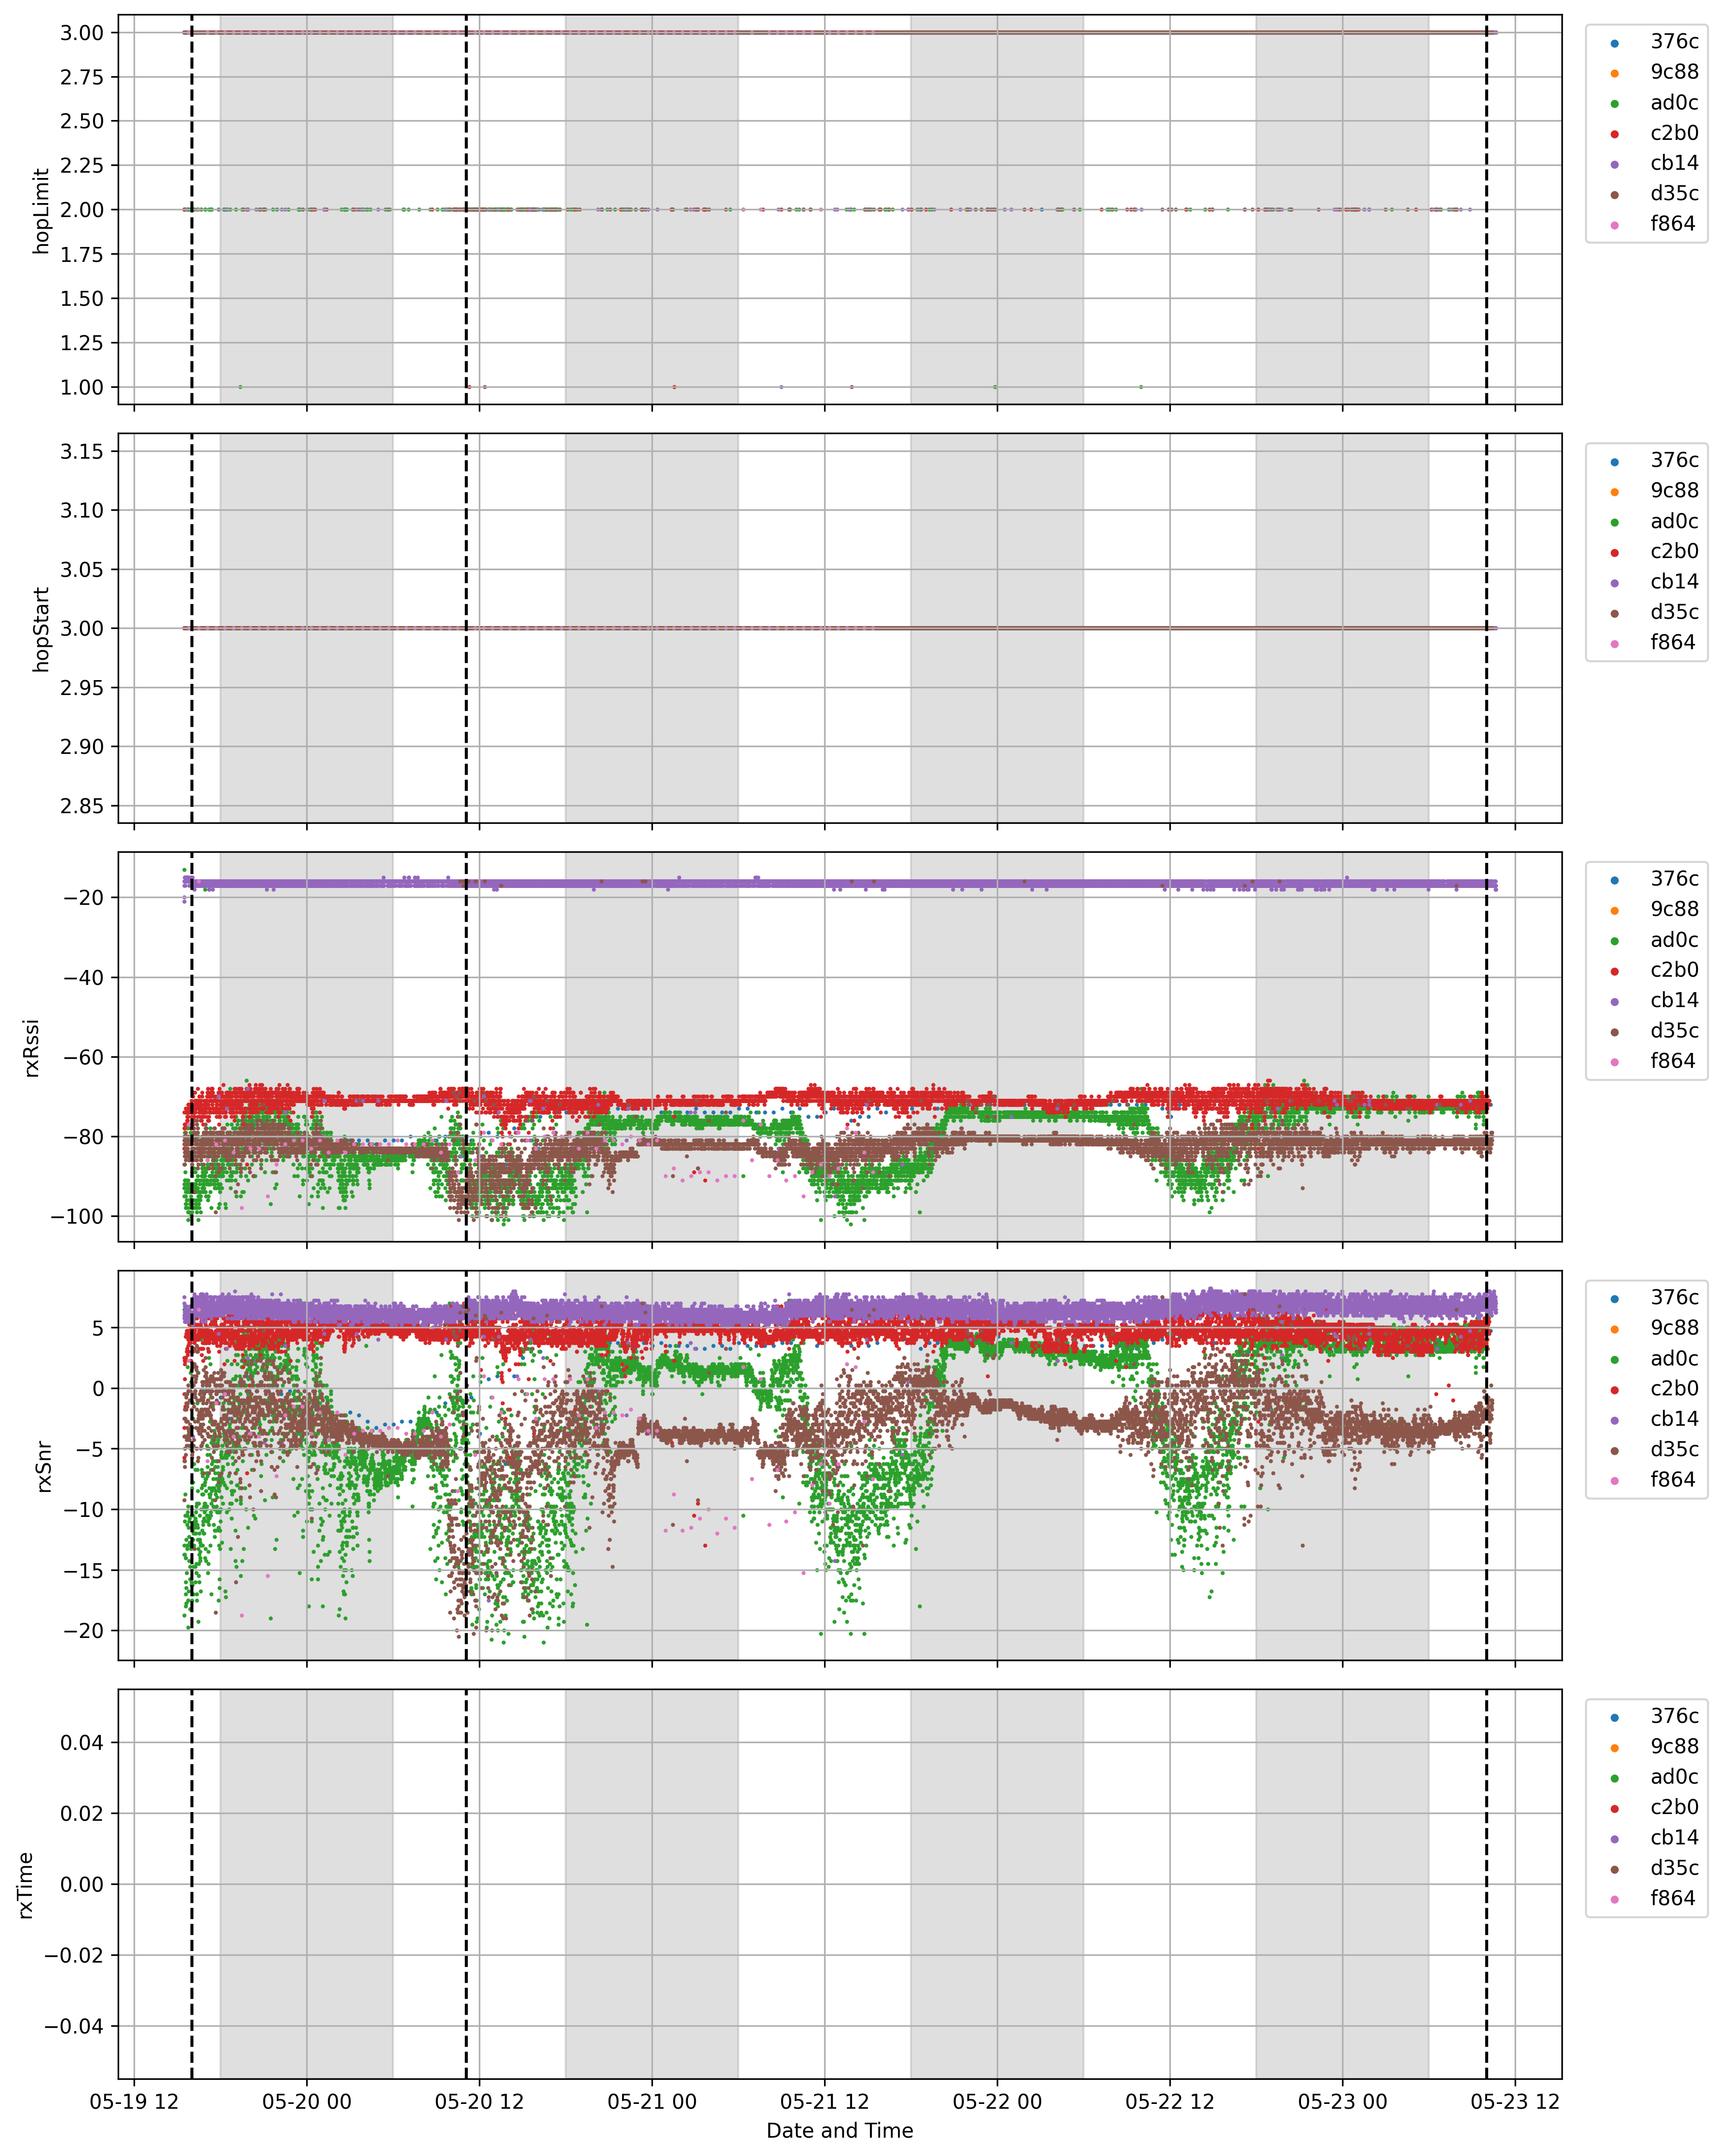 3.00
2.75
2.50
2.25
2.00
1.75
1.50
1.25
1.00
hopLimit
376c
9c88
ad0c
c2b0
cb14
d35c
f864
3.15
3.10
3.05
3.00
2.95
2.90
2.85
hopStart
376c
9c88
ad0c
c2b0
cb14
d35c
f864
−20
−40
−60
−80
−100
rxRssi
376c
9c88
ad0c
c2b0
cb14
d35c
f864
5
0
−5
−10
−15
−20
rxSnr
376c
9c88
ad0c
c2b0
cb14
d35c
f864
0.04
0.02
0.00
−0.02
−0.04
rxTime
376c
9c88
ad0c
c2b0
cb14
d35c
f864
05-19 12 05-20 00 05-20 12 05-21 00 05-21 12 05-22 00 05-22 12 05-23 00 05-23 12
Date and Time